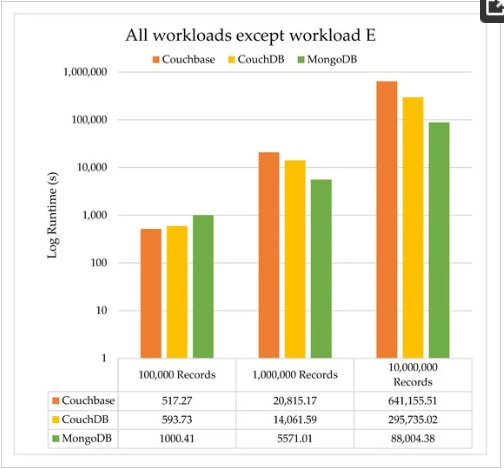 All workloads except workload E
Couchbase CouchDB MongoDB
1,000,000
100,000
10,000
1,000
100
10
1
Log Runtime (s)
100,000 Records 1,000,000 Records 10,000,000 Records
Couchbase 517.27 20,815.17 641,155.51
CouchDB 593.73 14,061.59 295,735.02
MongoDB 1000.41 5571.01 88,004.38